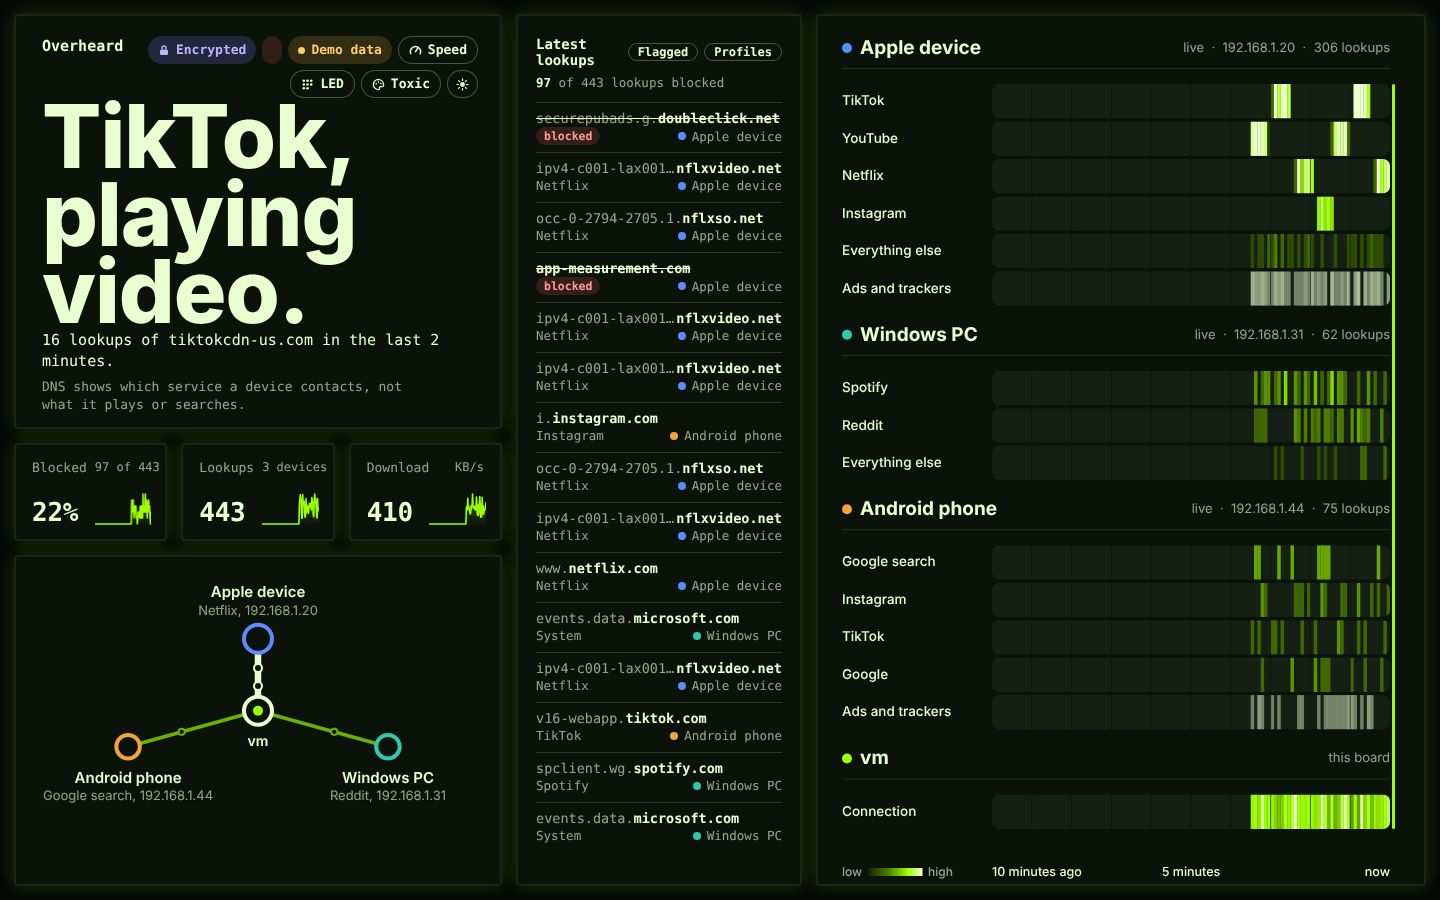 Overheard
Encrypted
Demo data
Speed
LED
Toxic
TikTok,
playing
video.
16 lookups of tiktokcdn-us.com in the last 2
minutes.
DNS shows which service a device contacts, not
what it plays or searches.
Blocked 97 of 443
22%
Lookups 3 devices
443
Download KB/s
410
Apple device
Netflix, 192.168.1.20
vm
Android phone
Google search, 192.168.1.44
Windows PC
Reddit, 192.168.1.31
Latest
lookups
Flagged
Profiles
97 of 443 lookups blocked
securepubads.g.doubleclick.net
blocked Apple device
ipv4-c001-lax001…nflxvideo.net
Netflix Apple device
occ-0-2794-2705.1.nflxso.net
Netflix Apple device
app-measurement.com
blocked Apple device
ipv4-c001-lax001…nflxvideo.net
Netflix Apple device
ipv4-c001-lax001…nflxvideo.net
Netflix Apple device
i.instagram.com
Instagram Android phone
occ-0-2794-2705.1.nflxso.net
Netflix Apple device
ipv4-c001-lax001…nflxvideo.net
Netflix Apple device
www.netflix.com
Netflix Apple device
events.data.microsoft.com
System Windows PC
ipv4-c001-lax001…nflxvideo.net
Netflix Apple device
v16-webapp.tiktok.com
TikTok Android phone
spclient.wg.spotify.com
Spotify Windows PC
events.data.microsoft.com
System Windows PC
Apple device live · 192.168.1.20 · 306 lookups
TikTok
YouTube
Netflix
Instagram
Everything else
Ads and trackers
Windows PC live · 192.168.1.31 · 62 lookups
Spotify
Reddit
Everything else
Android phone live · 192.168.1.44 · 75 lookups
Google search
Instagram
TikTok
Google
Ads and trackers
vm this board
Connection
low high 10 minutes ago 5 minutes now